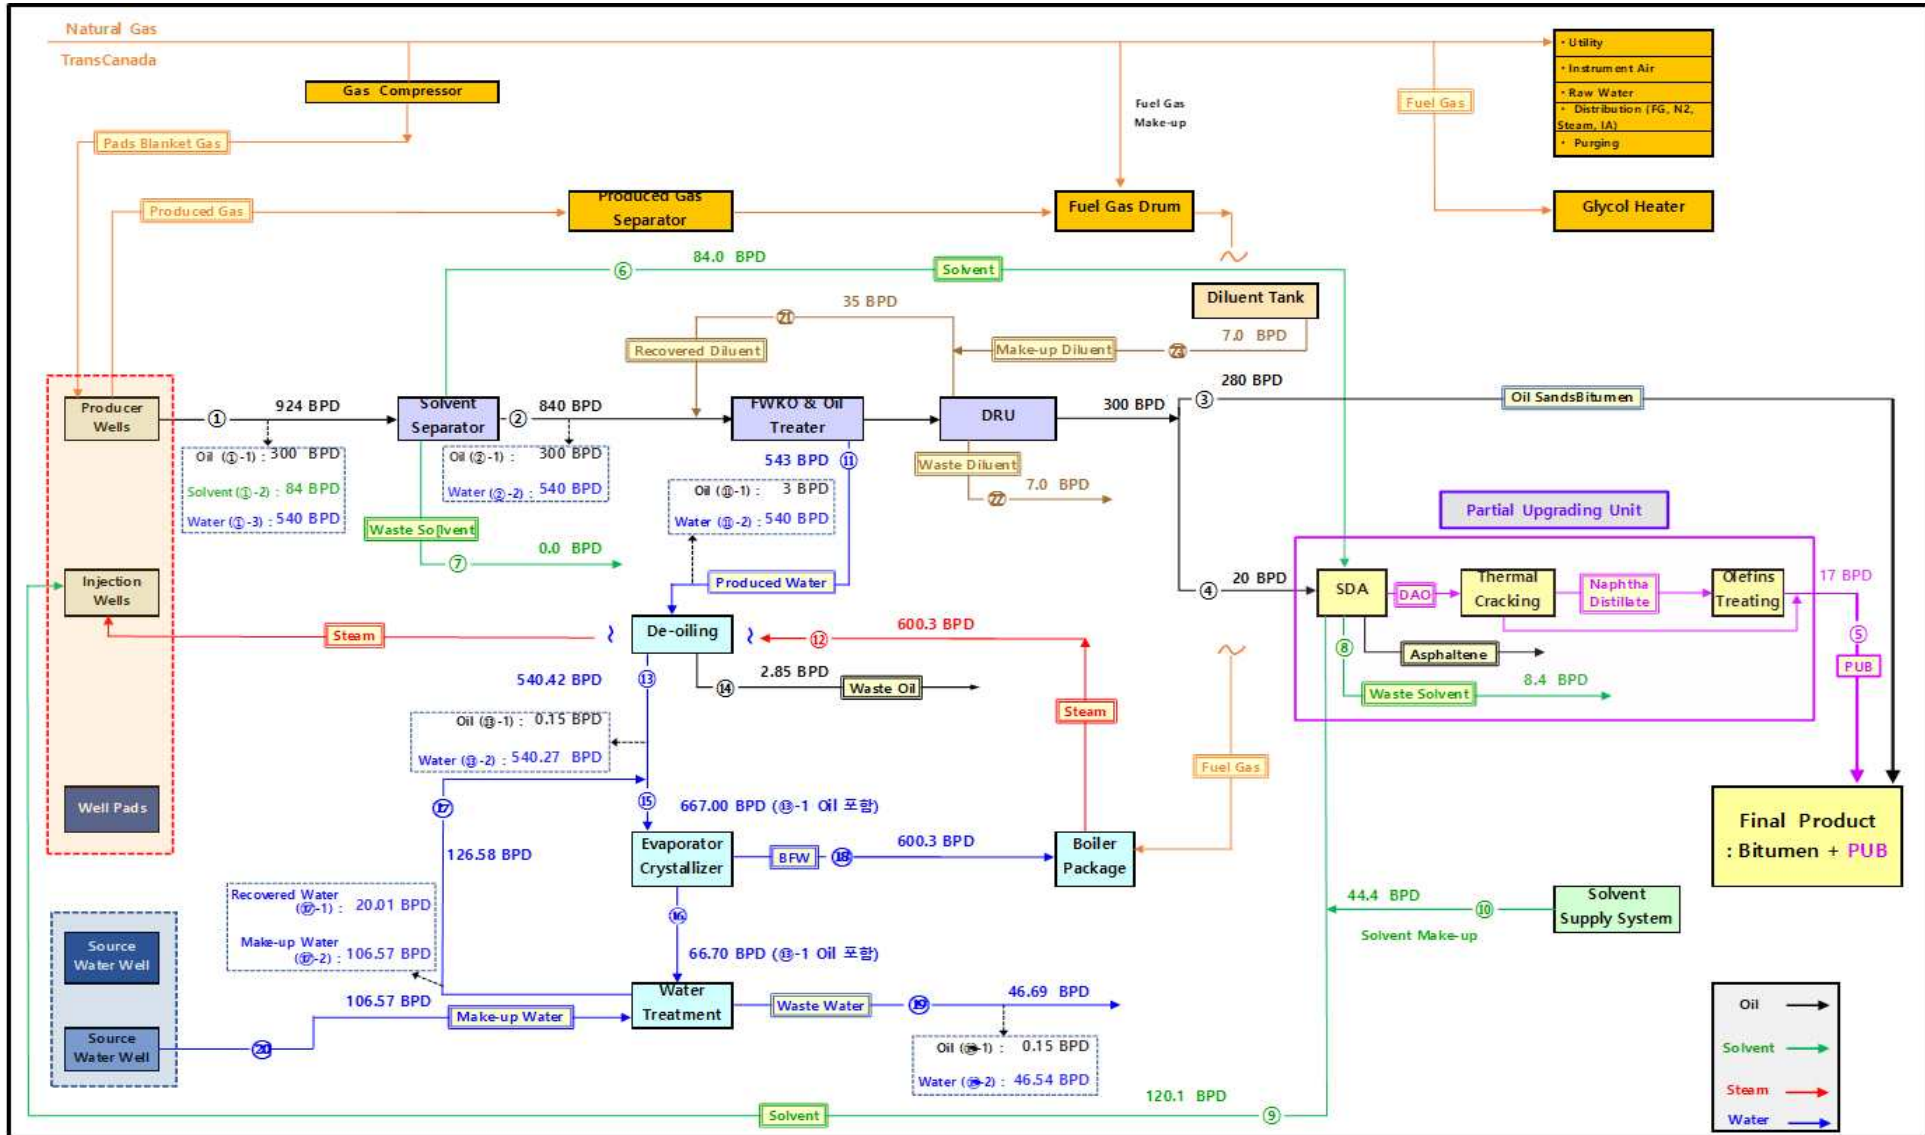 Natural Gas
TransCanada
Gas Compressor
Pads Blanket Gas
Fuel Gas
Make-up
Fuel Gas
• Utility
• Instrument Air
• Raw Water
• Distribution (FG, N2,
Steam, IA)
• Purging
Produced Gas
Produced Gas
Separator
Fuel Gas Drum
Glycol Heater
84.0 BPD
⑥
Solvent
Diluent Tank
35 BPD
㉑
7.0 BPD
Recovered Diluent
Make-up Diluent
㉓
280 BPD
Producer
Wells
①
924 BPD
Solvent
Separator
②
840 BPD
FWKO & Oil
Treater
DRU
300 BPD
③
Oil SandsBitumen
Oil (①-1) : 300 BPD
Solvent (①-2) : 84 BPD
Water (①-3) : 540 BPD
Oil (②-1) : 300 BPD
Water (②-2) : 540 BPD
543 BPD
⑪
Waste Diluent
7.0 BPD
㉒
Oil (⑪-1) : 3 BPD
Water (⑪-2) : 540 BPD
Partial Upgrading Unit
Waste So[lvent
0.0 BPD
⑦
Injection
Wells
Produced Water
④
20 BPD
SDA
DAO
Thermal
Cracking
Naphtha
Distillate
Olefins
Treating
17 BPD
⑤
PUB
Steam
De-oiling
⑫
600.3 BPD
⑧
Asphaltene
Waste Solvent
8.4 BPD
540.42 BPD
⑬
⑭
2.85 BPD
Waste Oil
Steam
Oil (⑬-1) : 0.15 BPD
Water (⑬-2) : 540.27 BPD
Fuel Gas
Well Pads
⑰
⑮
667.00 BPD (⑬-1 Oil 포함)
126.58 BPD
Evaporator
Crystallizer
BFW
⑱
600.3 BPD
Boiler
Package
Final Product
: Bitumen + PUB
Recovered Water
(⑰-1) : 20.01 BPD
Make-up Water
(⑰-2) : 106.57 BPD
⑯
66.70 BPD (⑬-1 Oil 포함)
44.4 BPD
⑩
Solvent Make-up
Solvent
Supply System
Source
Water Well
Source
Water Well
⑳
106.57 BPD
Make-up Water
Water
Treatment
Waste Water
⑲
46.69 BPD
Oil (⑲-1) : 0.15 BPD
Water (⑲-2) : 46.54 BPD
Solvent
120.1 BPD
⑨
Oil
Solvent
Steam
Water